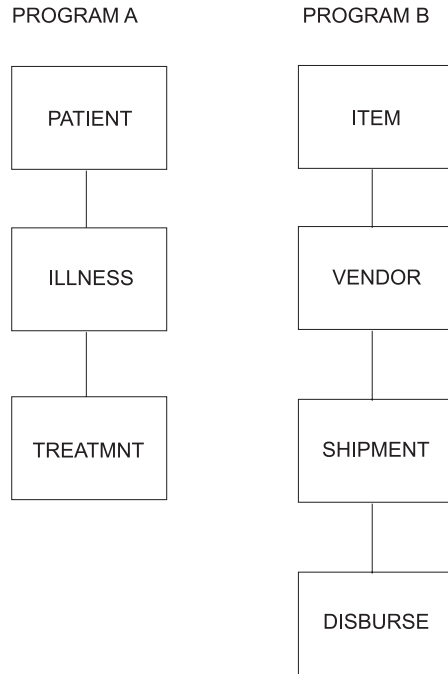 PROGRAM A
PROGRAM B
PATIENT
ITEM
ILLNESS
VENDOR
TREATMNT
SHIPMENT
DISBURSE